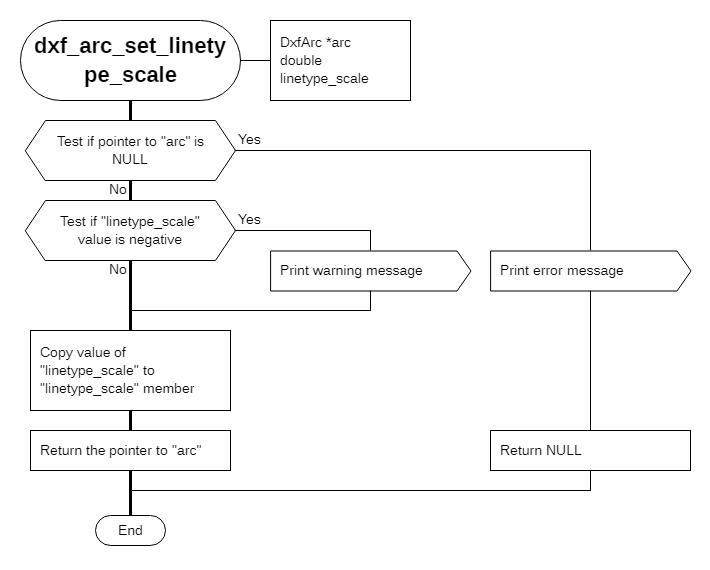 dxf_arc_set_linety
pe_scale
DxfArc *arc
double
linetype_scale
Test if pointer to "arc" is
NULL
Yes
No
Test if "linetype_scale"
value is negative
Yes
No
Print warning message
Print error message
Copy value of
"linetype_scale" to
"linetype_scale" member
Return the pointer to "arc"
Return NULL
End